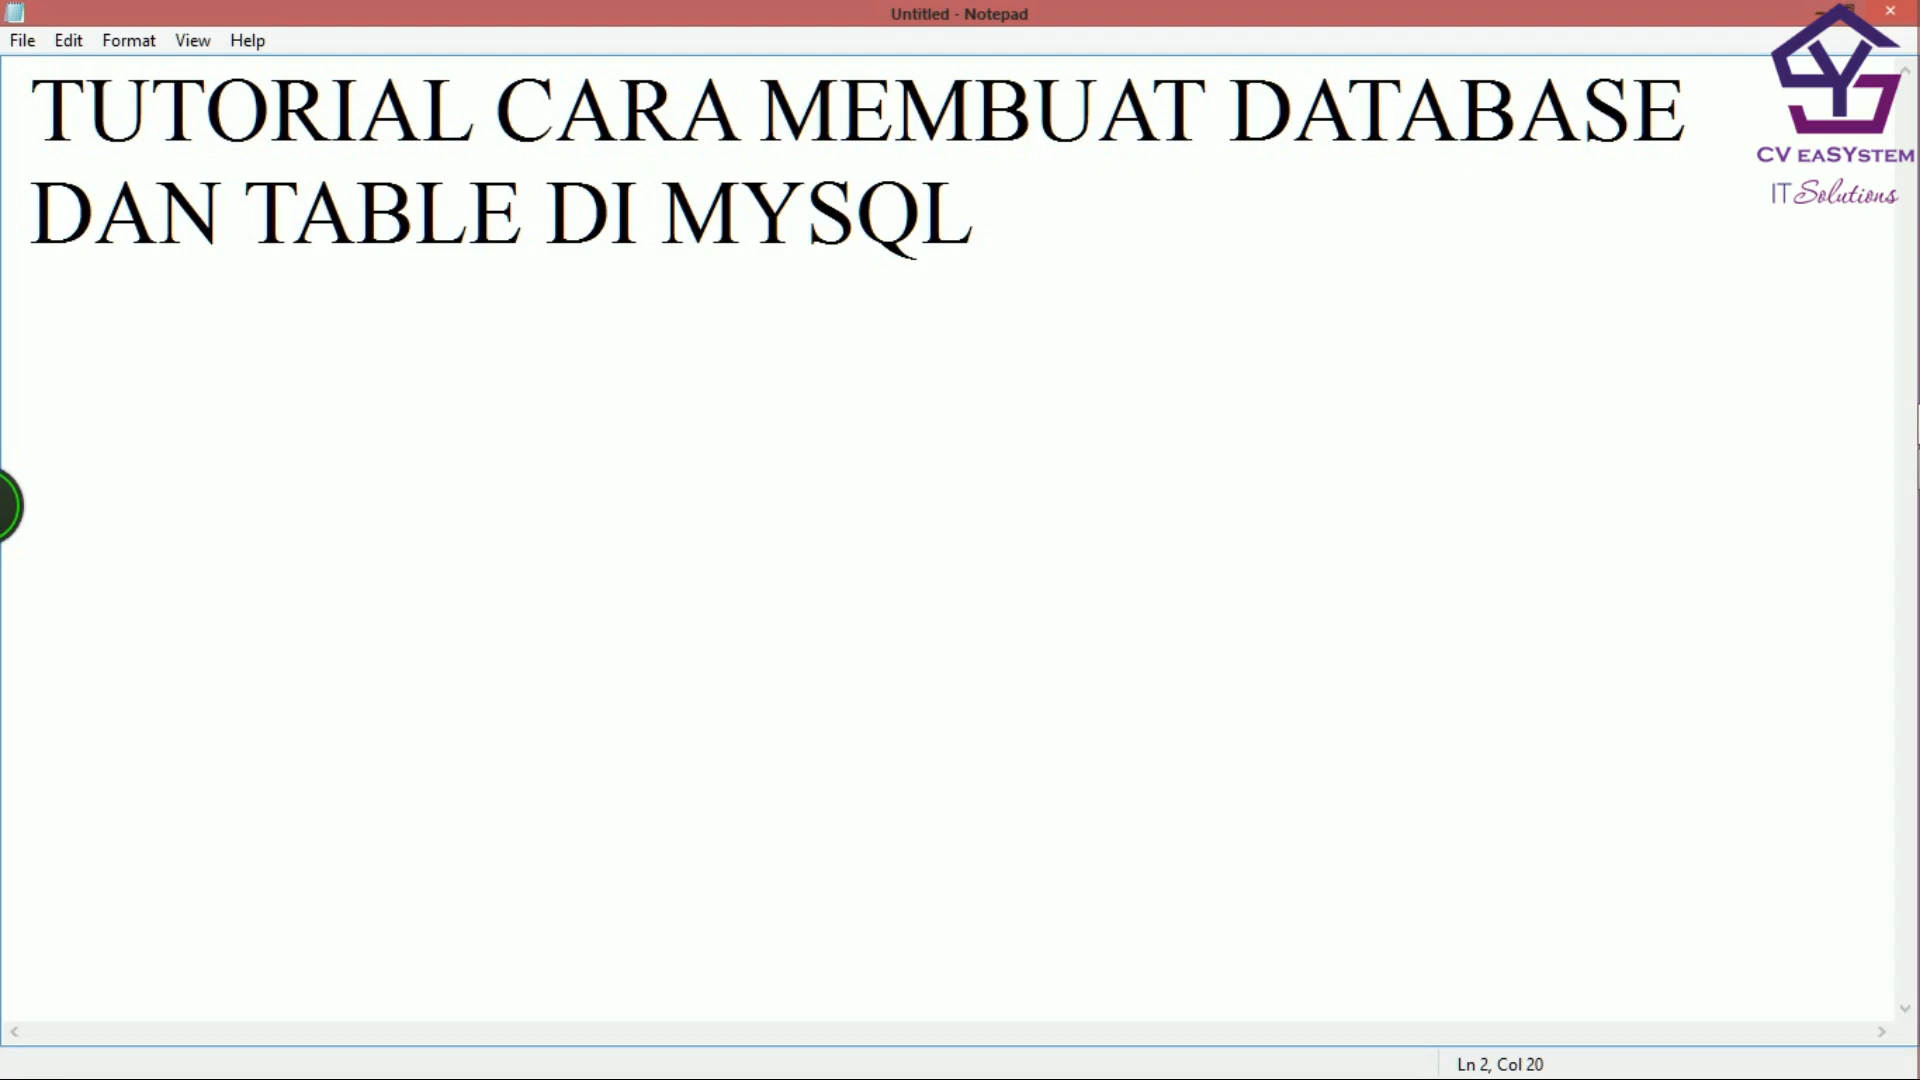 Untitled - Notepad
File Edit Format View Help
TUTORIAL CARA MEMBUAT DATABASE
DAN TABLE DI MYSQL
CV eaSYstem
IT Solutions
Ln 2, Col 20